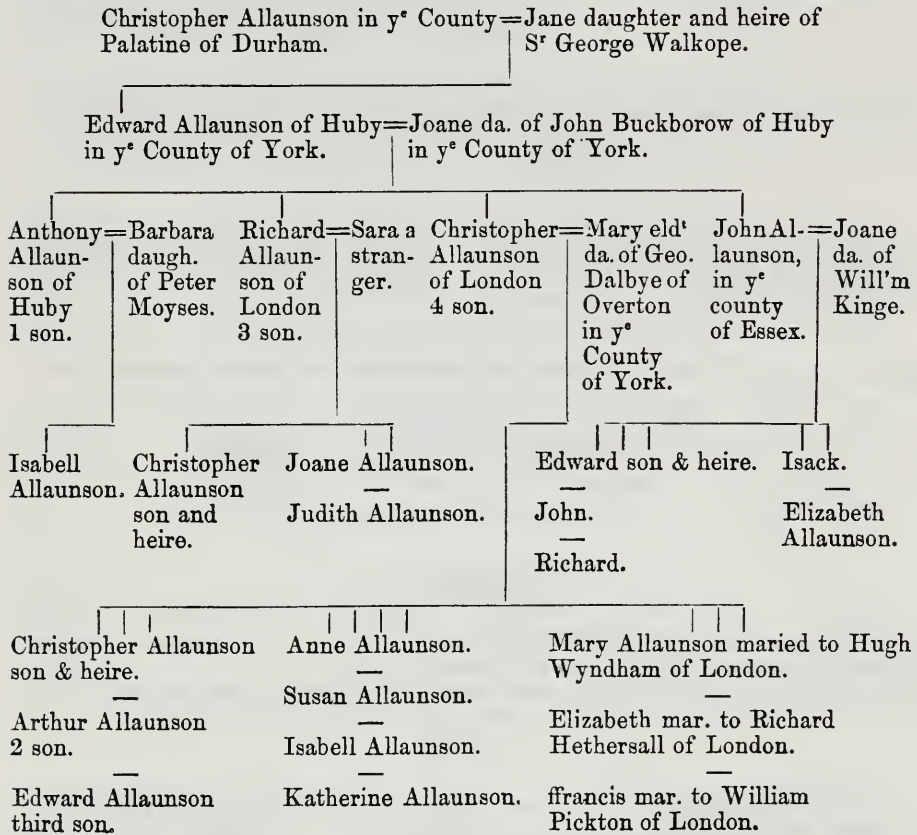 Christopher Allaunson in yᵉ County=Jane daughter and heire of
Palatine of Durham. Sʳ George Walkope.
Edward Allaunson of Huby=Joane da. of John Buckborow of Huby
in yᵉ County of York. in yᵉ County of York.
Anthony=Barbara
Allaun- daugh.
son of of Peter
Huby Moyses.
1 son.
Richard=Sara a
Allaun- stran-
son of ger.
London
3 son.
Christopher=Mary eldᵗ
Allaunson da. of Geo.
of London Dalbye of
4 son. Overton
in yᵉ
County
of York.
John Al-=Joane
launson, da. of
in yᵉ Will'm
county Kinge.
of Essex.
Isabell
Allaunson.
Christopher
Allaunson
son and
heire.
Joane Allaunson.
Judith Allaunson.
Edward son & heire.
John.
Richard.
Isack.
Elizabeth
Allaunson.
Christopher Allaunson
son & heire.
Arthur Allaunson
2 son.
Edward Allaunson
third son.
Anne Allaunson.
Susan Allaunson.
Isabell Allaunson.
Katherine Allaunson.
Mary Allaunson maried to Hugh
Wyndham of London.
Elizabeth mar. to Richard
Hethersall of London.
ffrancis mar. to William
Pickton of London.